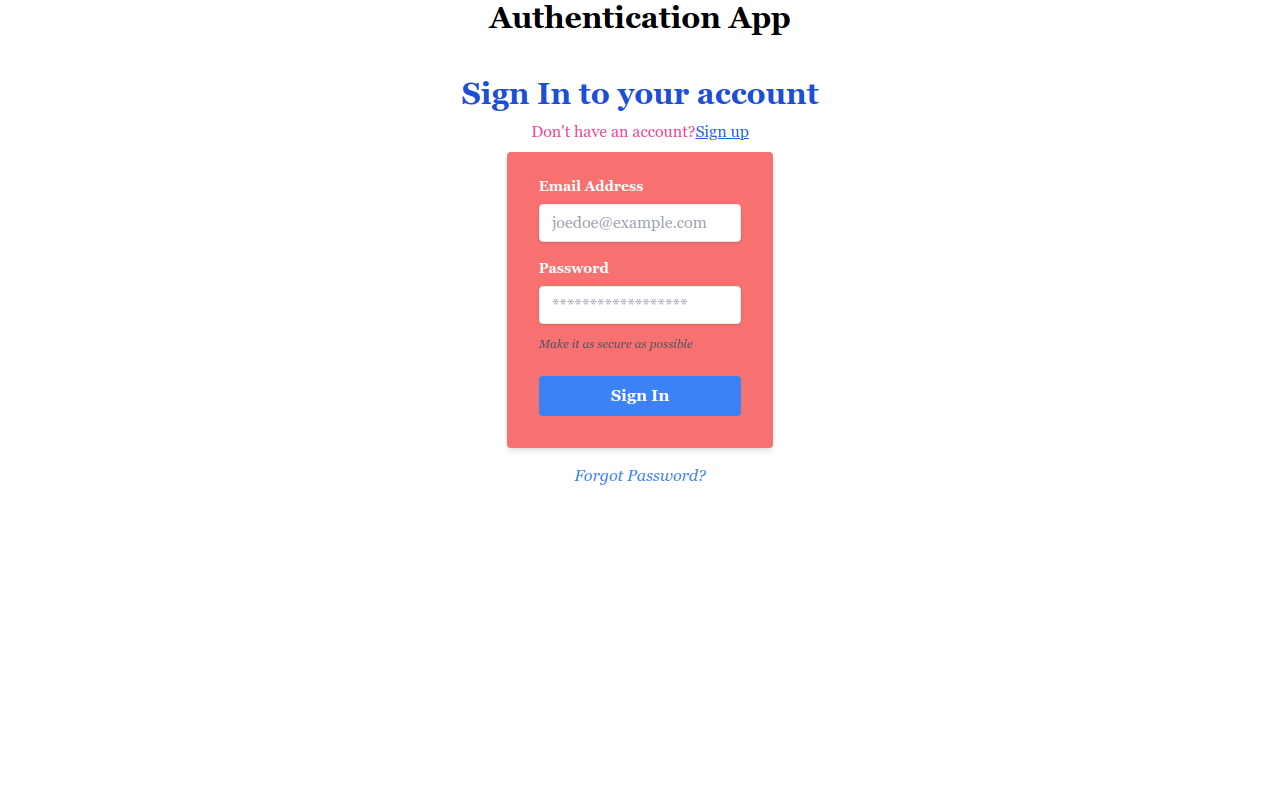 Authentication App
Sign In to your account
Don't have an account?Sign up
Email Address
joedoe@example.com
Password
******************
Make it as secure as possible
Sign In
Forgot Password?